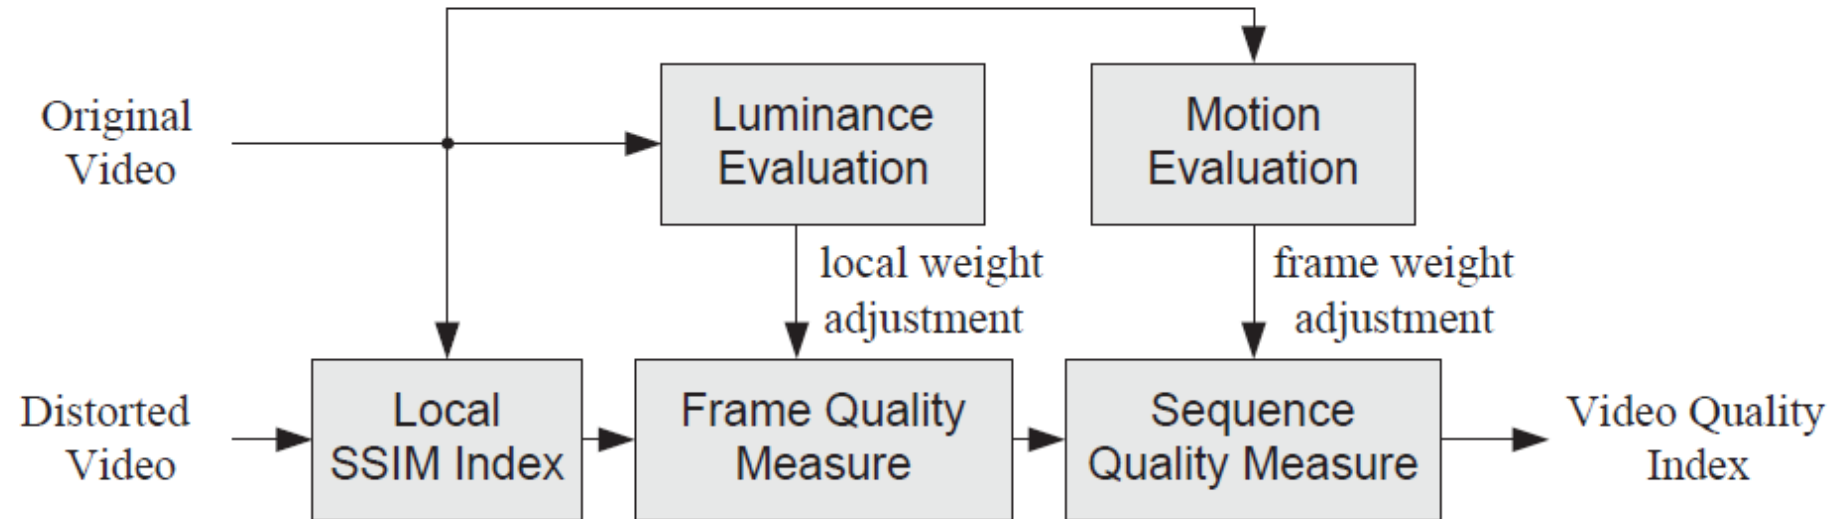 Original
Video
Luminance
Evaluation
Motion
Evaluation
local weight
adjustment
frame weight
adjustment
Distorted
Video
Local
SSIM Index
Frame Quality
Measure
Sequence
Quality Measure
Video Quality
Index